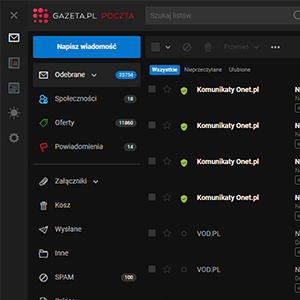 GAZETA.PL POCZTA
Szukaj listów
Napisz wiadomość
Przenieś
Wszystkie Nieprzeczytane Ulubione
Odebrane 23754
Społeczności 18
Oferty 11860
Powiadomienia 14
Załączniki
Kosz
Wysłane
Inne
SPAM 100
Komunikaty Onet.pl
Komunikaty Onet.pl
Komunikaty Onet.pl
Komunikaty Onet.pl
VOD.PL
VOD.PL